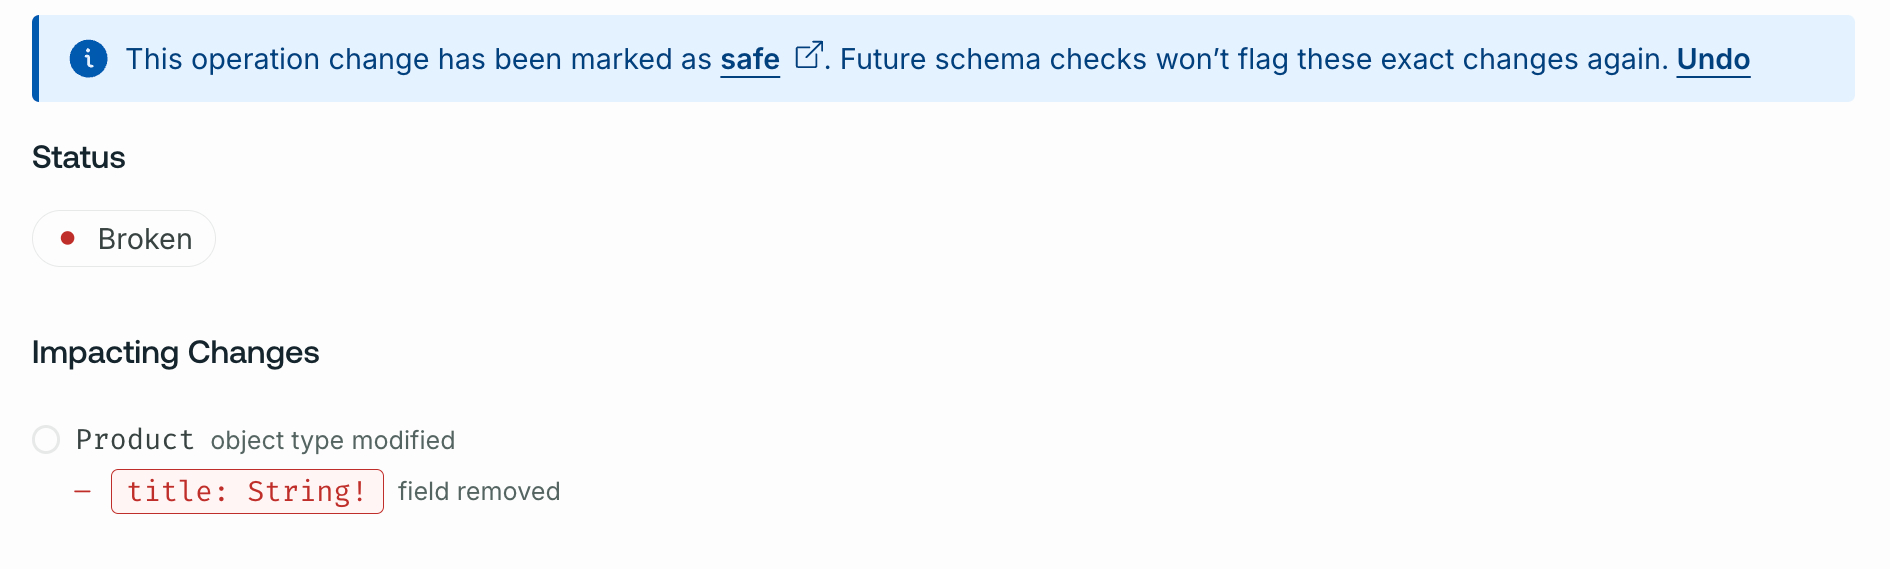 This operation change has been marked as safe. Future schema checks won’t flag these exact changes again. Undo
Status
Broken
Impacting Changes
Product object type modified
– title: String! field removed